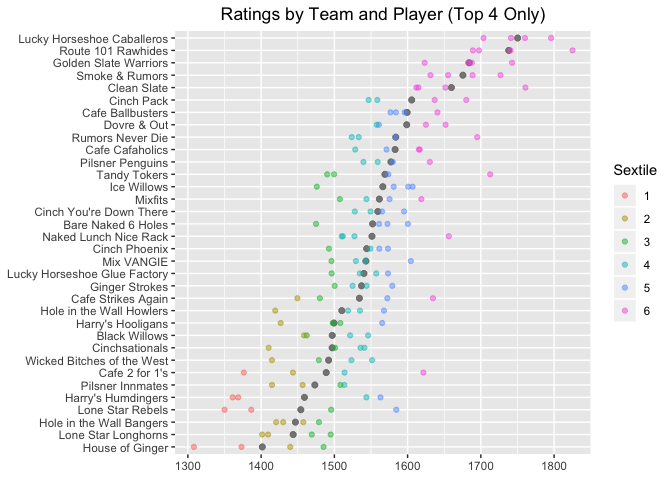 Ratings by Team and Player (Top 4 Only)
Lucky Horseshoe Caballeros
Route 101 Rawhides
Golden Slate Warriors
Smoke & Rumors
Clean Slate
Cinch Pack
Cafe Ballbusters
Dovre & Out
Rumors Never Die
Cafe Cafaholics
Pilsner Penguins
Tandy Tokers
Ice Willows
Mixfits
Cinch You're Down There
Bare Naked 6 Holes
Naked Lunch Nice Rack
Cinch Phoenix
Mix VANGIE
Lucky Horseshoe Glue Factory
Ginger Strokes
Cafe Strikes Again
Hole in the Wall Howlers
Harry's Hooligans
Black Willows
Cinchsationals
Wicked Bitches of the West
Cafe 2 for 1's
Pilsner Innmates
Harry's Humdingers
Lone Star Rebels
Hole in the Wall Bangers
Lone Star Longhorns
House of Ginger
1300 1400 1500 1600 1700 1800
Sextile
1
2
3
4
5
6